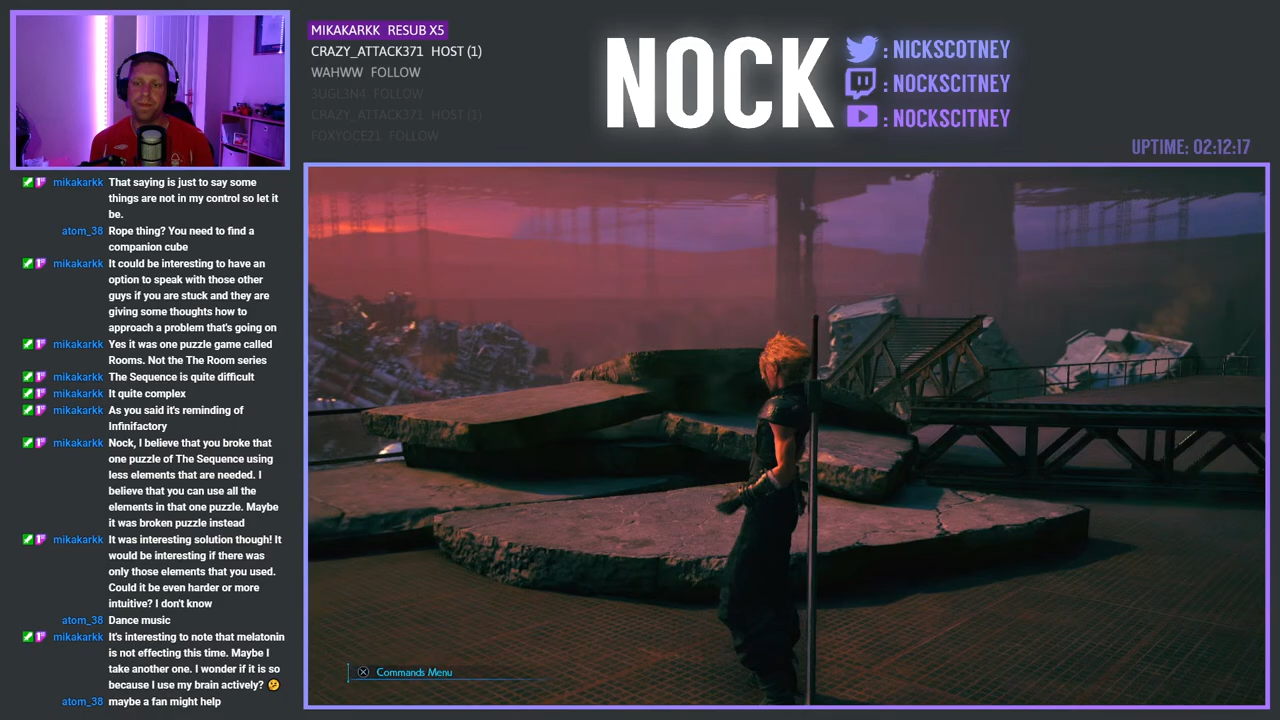 MIKAKARKK RESUB X5
CRAZY_ATTACK371 HOST (1)
WAHWW FOLLOW
3UGL3N4 FOLLOW
CRAZY_ATTACK371 HOST (1)
FOXYOCE21 FOLLOW
NOCK
: NICKSCOTNEY
: NOCKSCITNEY
: NOCKSCITNEY
UPTIME: 02:12:17
mikakarkk That saying is just to say some
things are not in my control so let it
be.
atom_38 Rope thing? You need to find a
companion cube
mikakarkk It could be interesting to have an
option to speak with those other
guys if you are stuck and they are
giving some thoughts how to
approach a problem that's going on
mikakarkk Yes it was one puzzle game called
Rooms. Not the The Room series
mikakarkk The Sequence is quite difficult
mikakarkk It quite complex
mikakarkk As you said it's reminding of
Infinifactory
mikakarkk Nock, I believe that you broke that
one puzzle of The Sequence using
less elements that are needed. I
believe that you can use all the
elements in that one puzzle. Maybe
it was broken puzzle instead
mikakarkk It was interesting solution though! It
would be interesting if there was
only those elements that you used.
Could it be even harder or more
intuitive? I don't know
atom_38 Dance music
mikakarkk It's interesting to note that melatonin
is not effecting this time. Maybe I
take another one. I wonder if it is so
because I use my brain actively? 🤔
atom_38 maybe a fan might help
Commands Menu